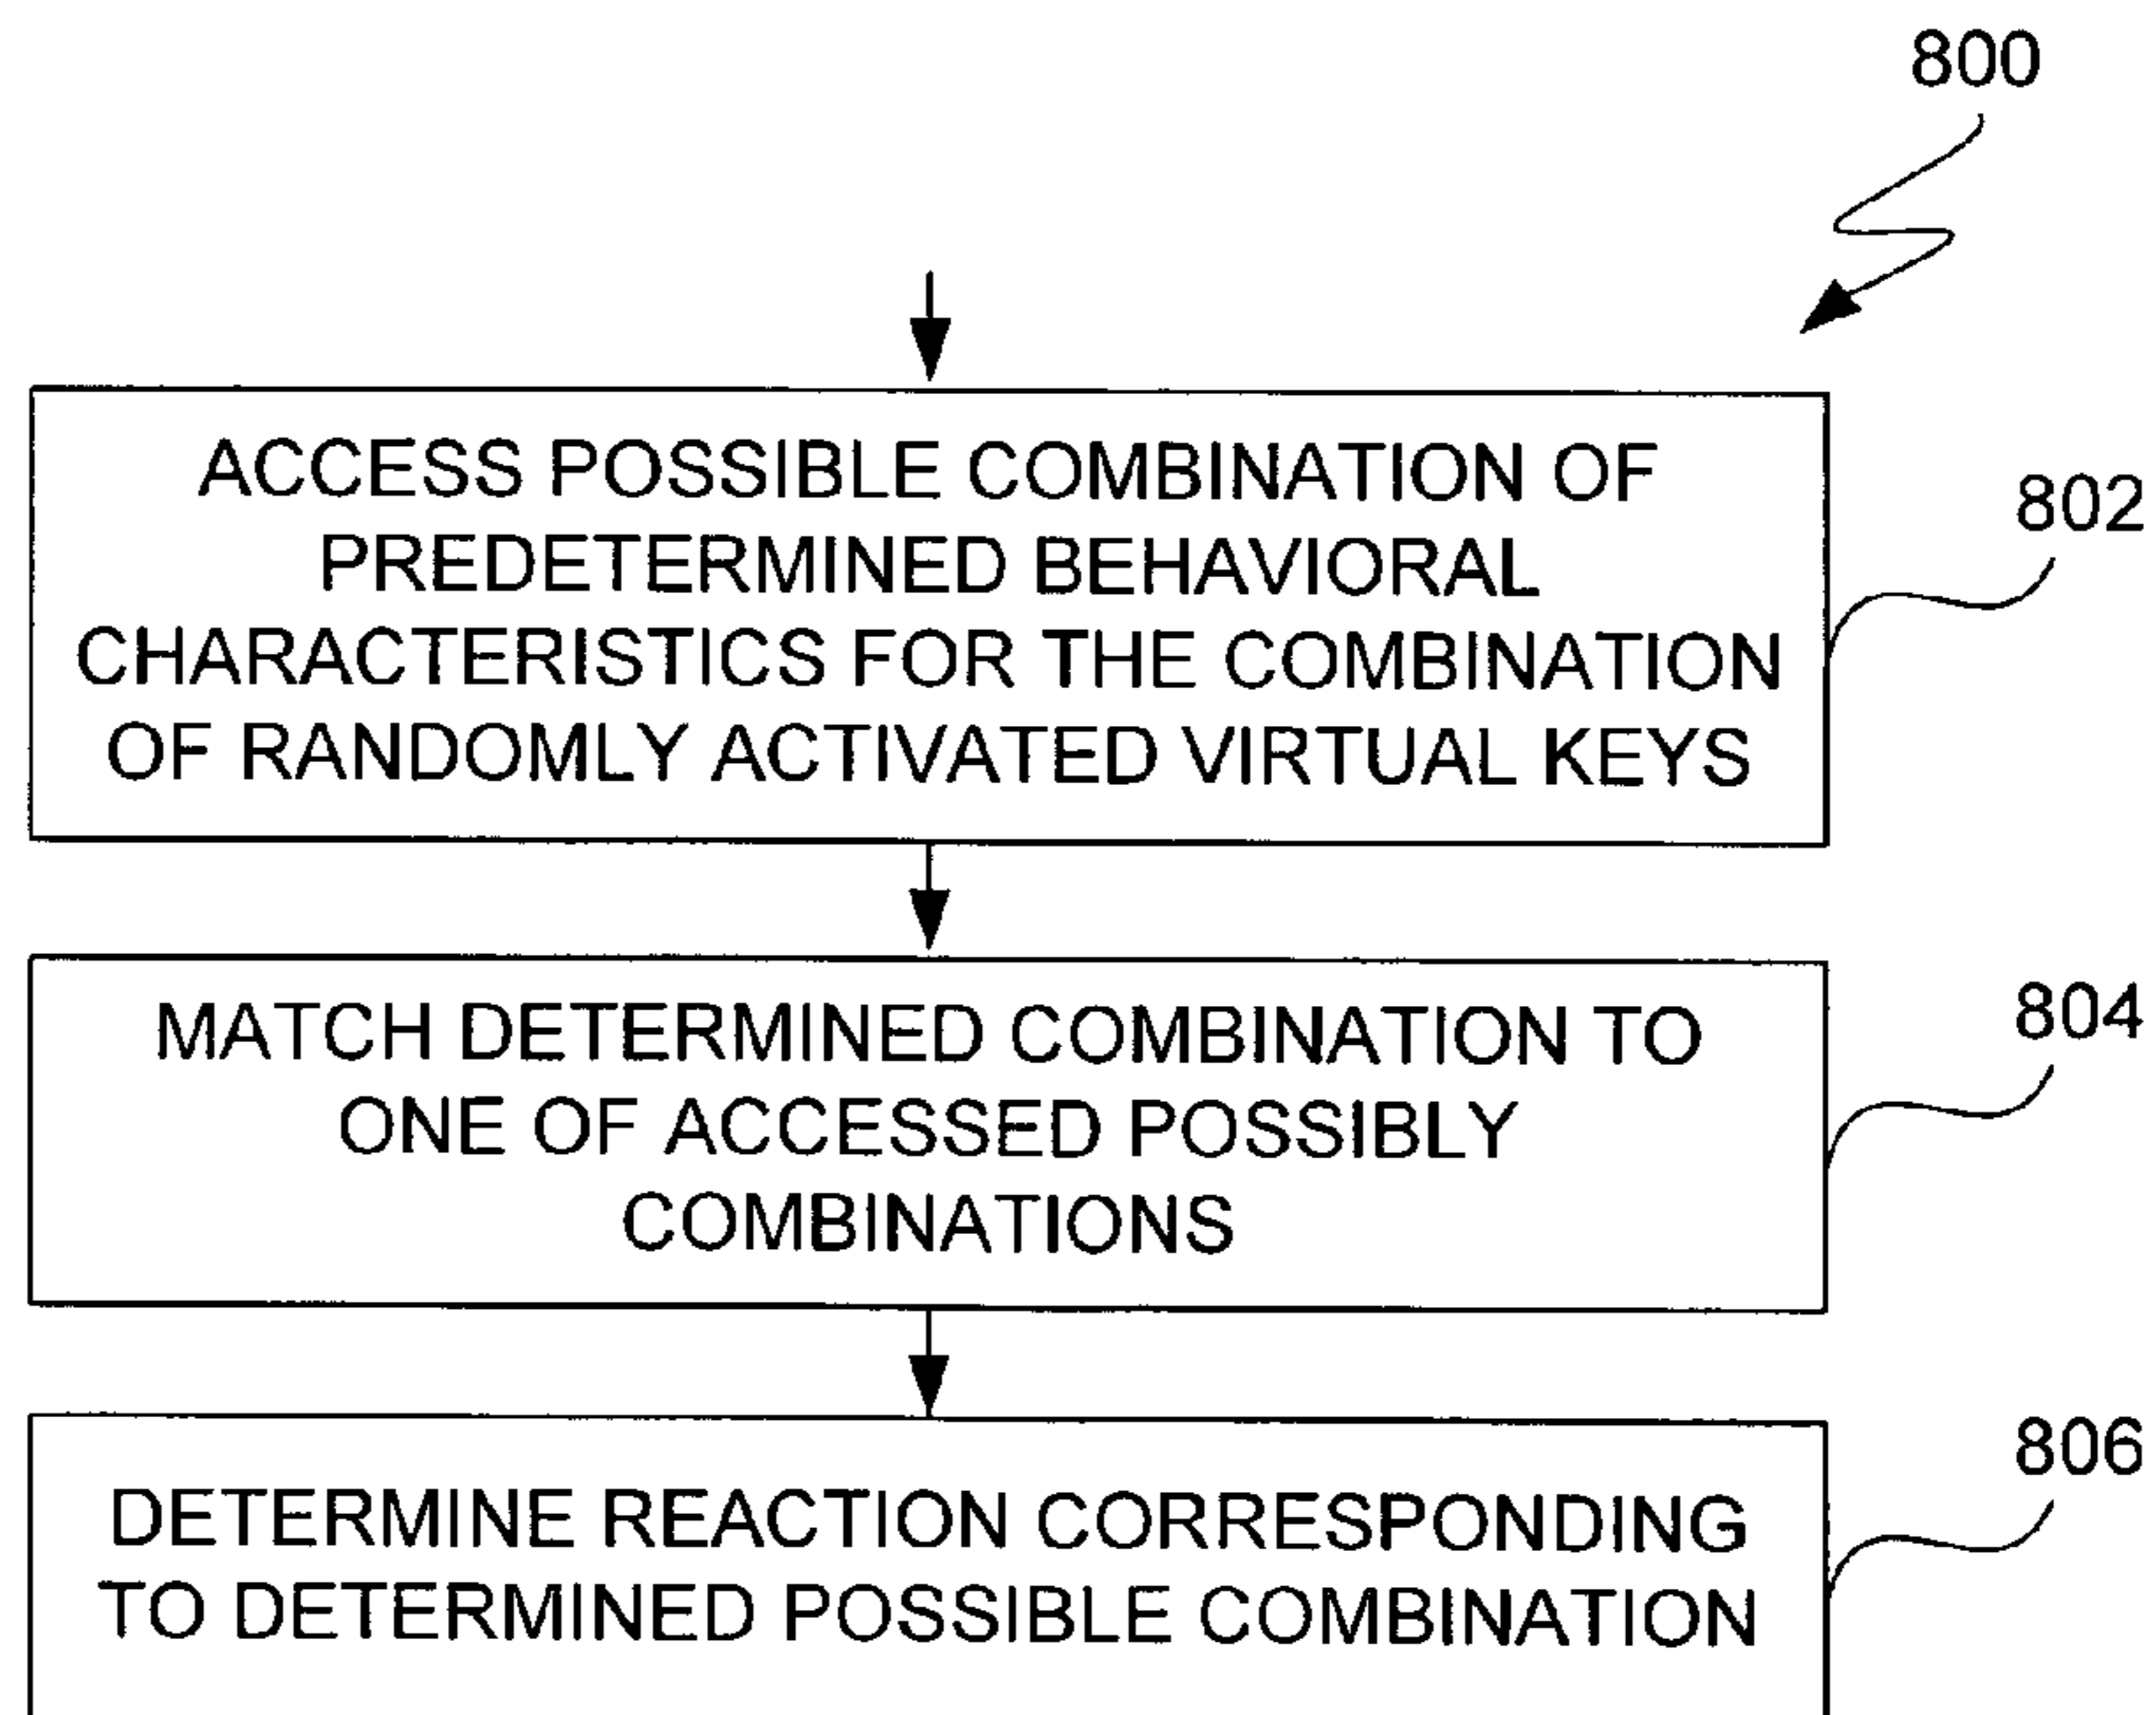 800
ACCESS POSSIBLE COMBINATION OF
PREDETERMINED BEHAVIORAL
CHARACTERISTICS FOR THE COMBINATION
OF RANDOMLY ACTIVATED VIRTUAL KEYS
802
MATCH DETERMINED COMBINATION TO
ONE OF ACCESSED POSSIBLY
COMBINATIONS
804
DETERMINE REACTION CORRESPONDING
TO DETERMINED POSSIBLE COMBINATION
806